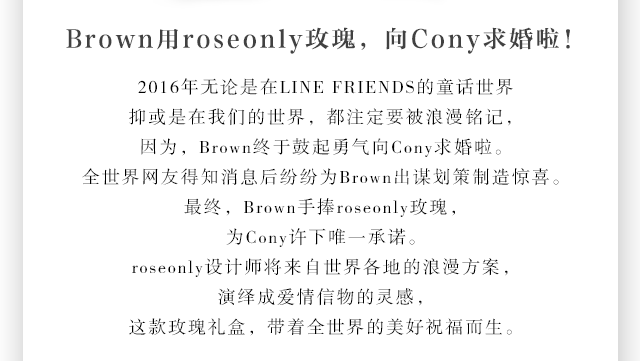 Brown用roseonly玫瑰，向Cony求婚啦！
2016年无论是在LINE FRIENDS的童话世界
抑或是在我们的世界，都注定要被浪漫铭记，
因为，Brown终于鼓起勇气向Cony求婚啦。
全世界网友得知消息后纷纷为Brown出谋划策制造惊喜。
最终，Brown手捧roseonly玫瑰，
为Cony许下唯一承诺。
roseonly设计师将来自世界各地的浪漫方案，
演绎成爱情信物的灵感，
这款玫瑰礼盒，带着全世界的美好祝福而生。